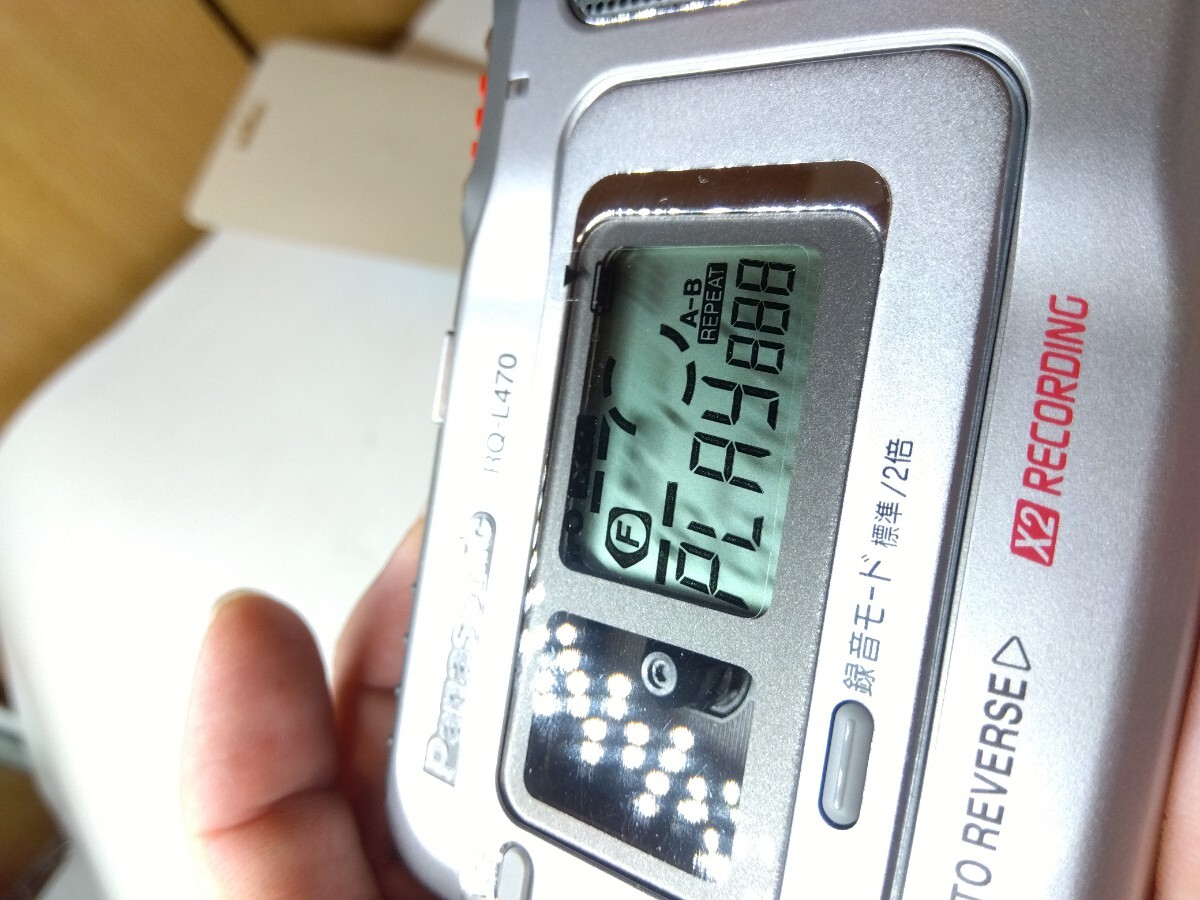 Panasonic
RQ-L470
F
A-B
REPEAT
PLAY 888
録音モード 標準/2倍
X2 RECORDING
TO REVERSE